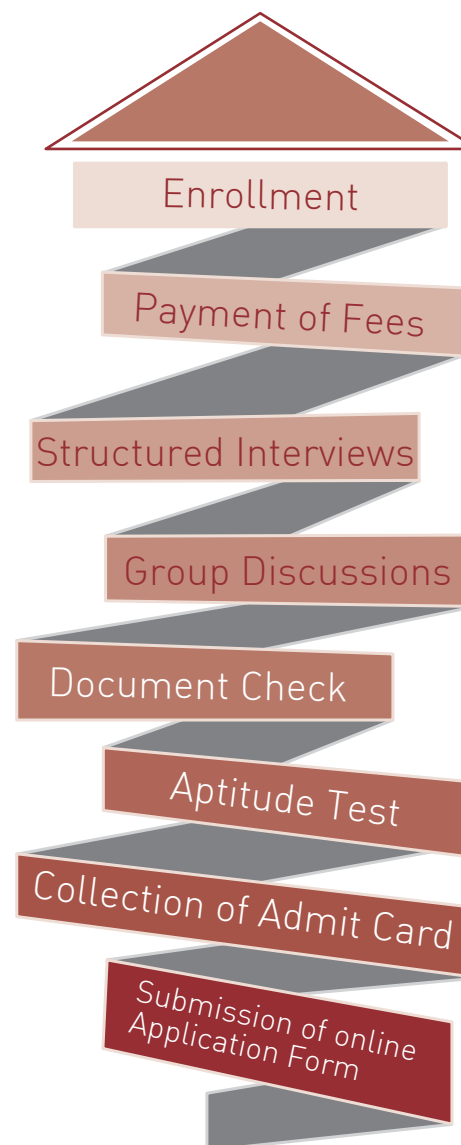 Enrollment
Payment of Fees
Structured Interviews
Group Discussions
Document Check
Aptitude Test
Collection of Admit Card
Submission of online
Application Form